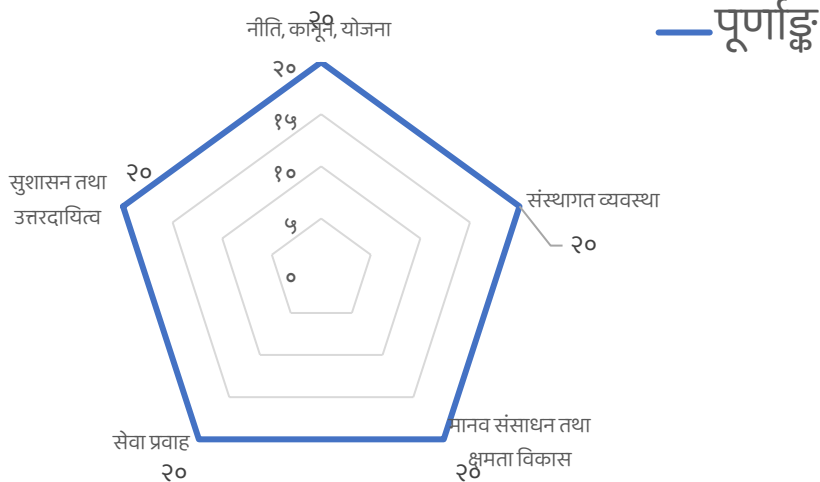 पूर्णाङ्क
२०
नीति, कानून, योजना
२०
१५
१०
५
०
संस्थागत व्यवस्था
२०
मानव संसाधन तथा
क्षमता विकास
२०
सेवा प्रवाह
२०
सुशासन तथा
उत्तरदायित्व
२०